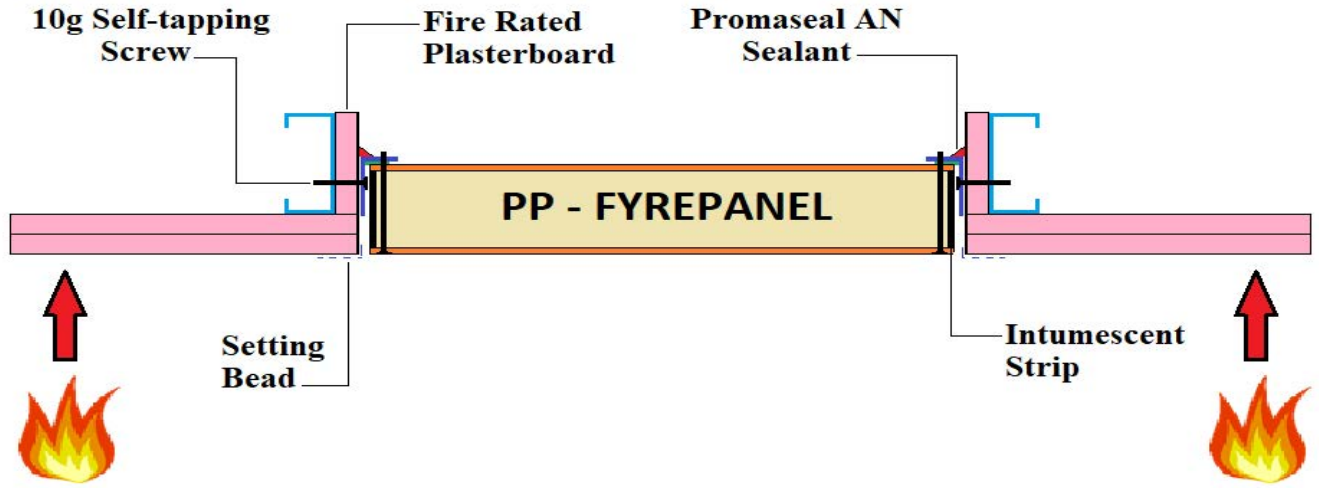 10g Self-tapping
Screw
Fire Rated
Plasterboard
Promaseal AN
Sealant
PP - FYREPANEL
Setting
Bead
Intumescent
Strip